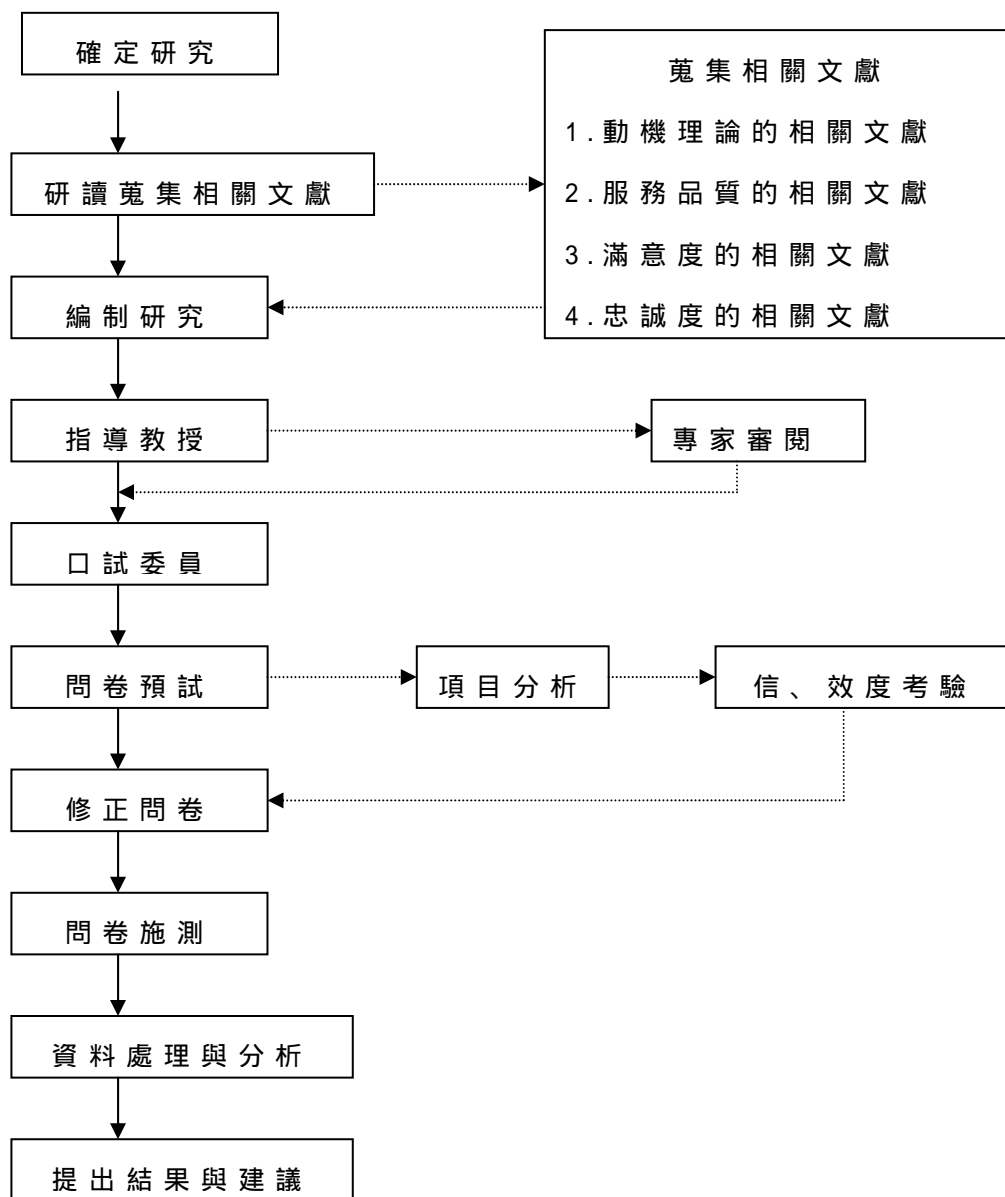 確定研究
蒐集相關文獻
1.動機理論的相關文獻
2.服務品質的相關文獻
3.滿意度的相關文獻
4.忠誠度的相關文獻
研讀蒐集相關文獻
編制研究
指導教授
專家審閱
口試委員
問卷預試
項目分析
信、效度考驗
修正問卷
問卷施測
資料處理與分析
提出結果與建議